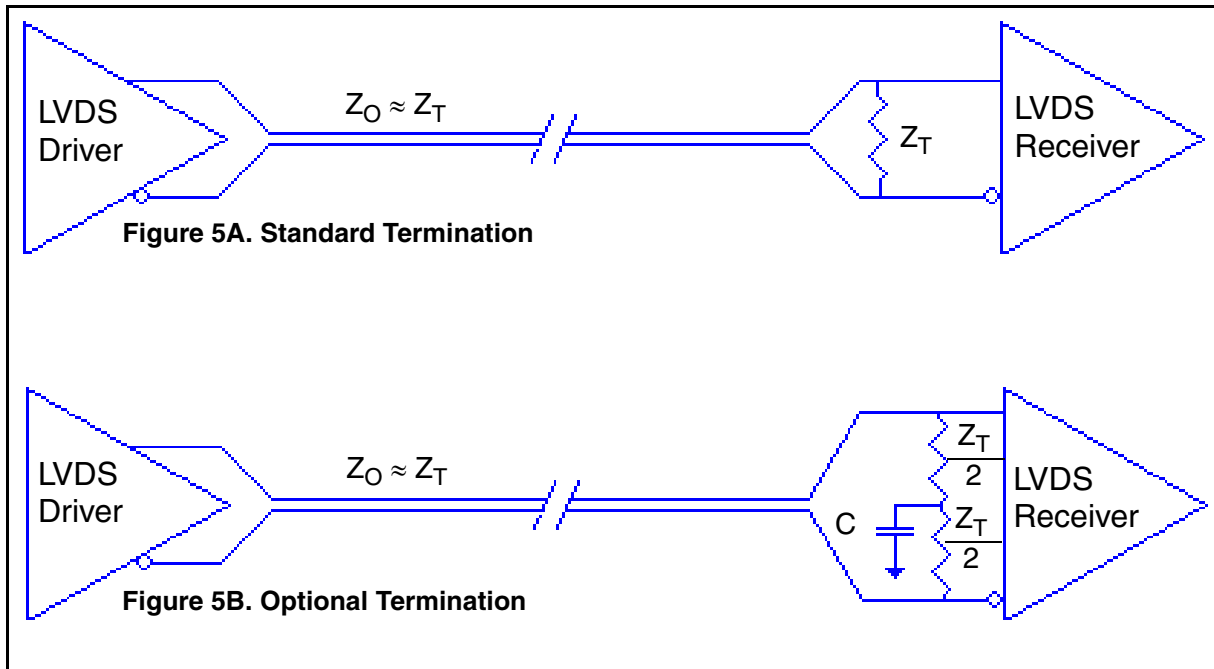 LVDS
Driver
Z_O ≈ Z_T
Z_T
LVDS
Receiver
Figure 5A. Standard Termination
LVDS
Driver
Z_O ≈ Z_T
C
Z_T
2
Z_T
2
LVDS
Receiver
Figure 5B. Optional Termination